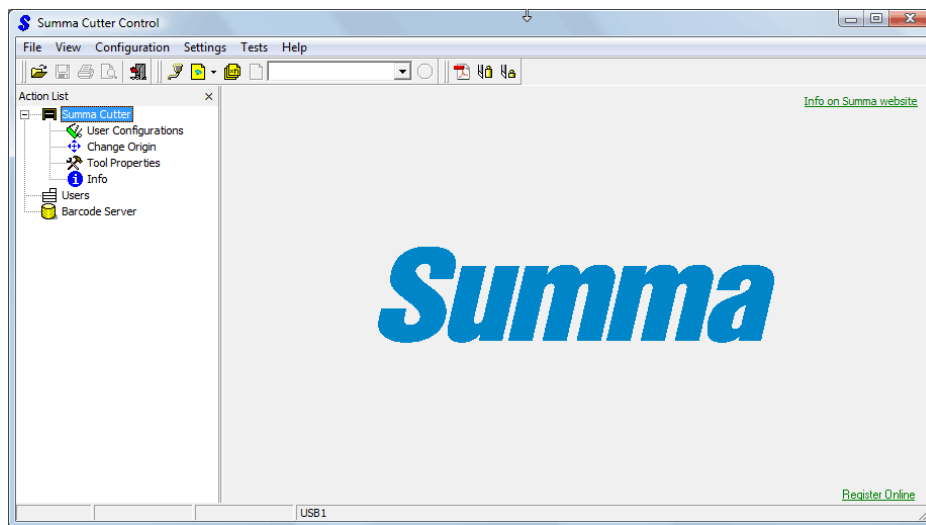 Summa Cutter Control
File View Configuration Settings Tests Help
Action List
Info on Summa website
Summa Cutter
User Configurations
Change Origin
Tool Properties
Info
Users
Barcode Server
Summa
Register Online
USB1